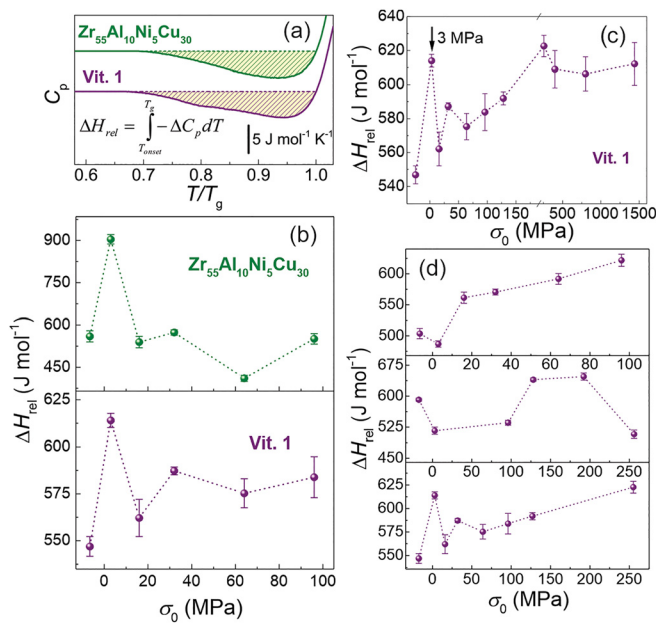 (a)
Zr55Al10Ni5Cu30
Vit. 1
Cp
ΔHrel = ∫ Tonset Tg −ΔCpdT
5 J mol−1 K−1
0.6 0.7 0.8 0.9 1.0
T/Tg
(b)
Zr55Al10Ni5Cu30
900
750
600
450
ΔHrel (J mol−1)
625
600
575
550
Vit. 1
0 20 40 60 80 100
σ0 (MPa)
(c)
3 MPa
640
620
600
580
560
540
ΔHrel (J mol−1)
Vit. 1
0 50 100 150 500 1000 1500
σ0 (MPa)
(d)
600
550
500
0 20 40 60 80 100
ΔHrel (J mol−1)
675
600
525
0 50 100 150 200 250
625
600
575
550
0 50 100 150 200 250
σ0 (MPa)